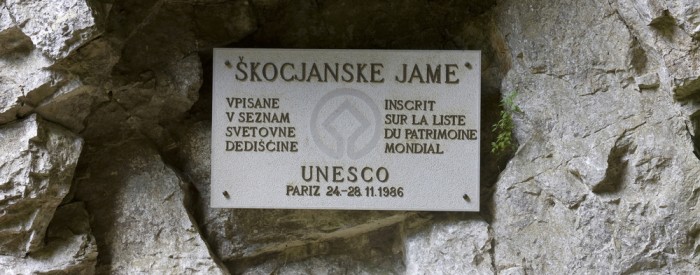 ŠKOCJANSKE JAME
VPISANE
V SEZNAM
SVETOVNE
DEDIŠČINE
INSCRIT
SUR LA LISTE
DU PATRIMOINE
MONDIAL
UNESCO
PARIZ 24.-28.11.1986